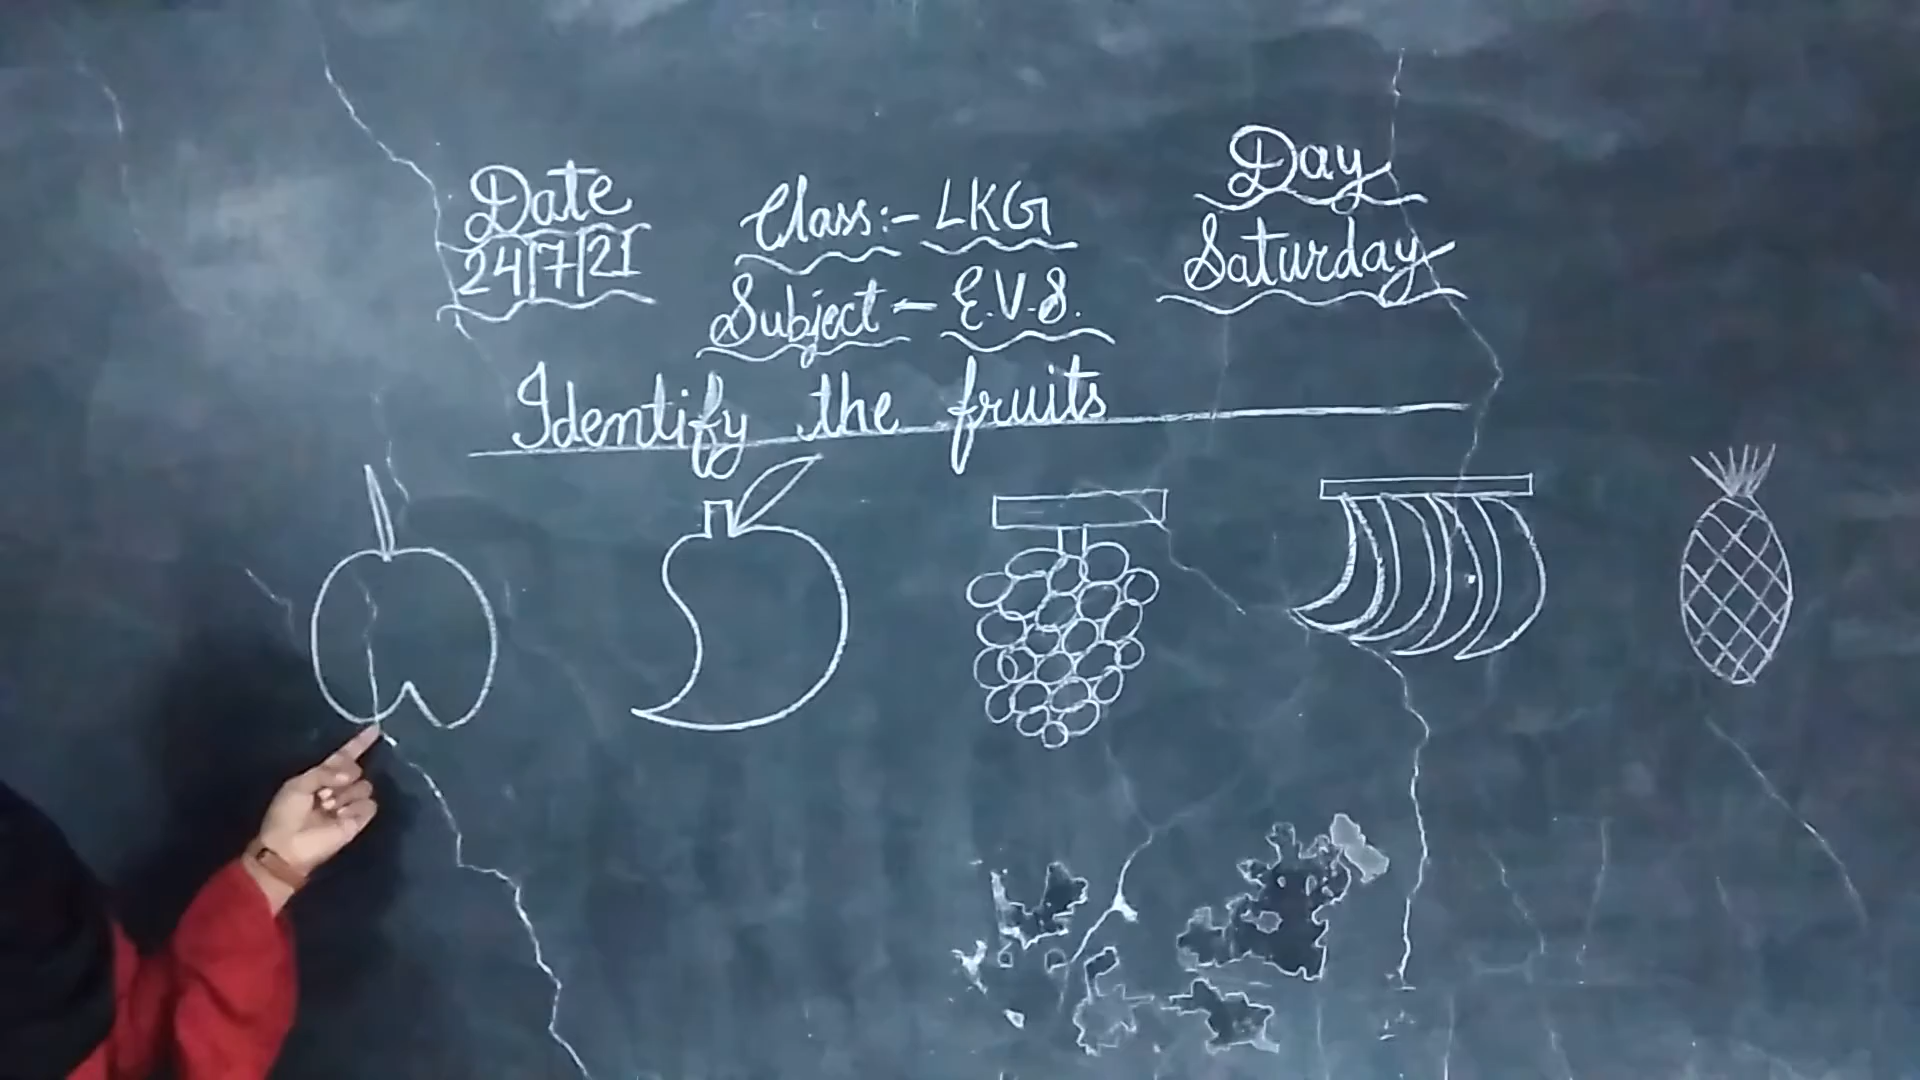 Date
24/7/21
Class:- LKG
Subject - E.V.S.
Day
Saturday
Identify the fruits